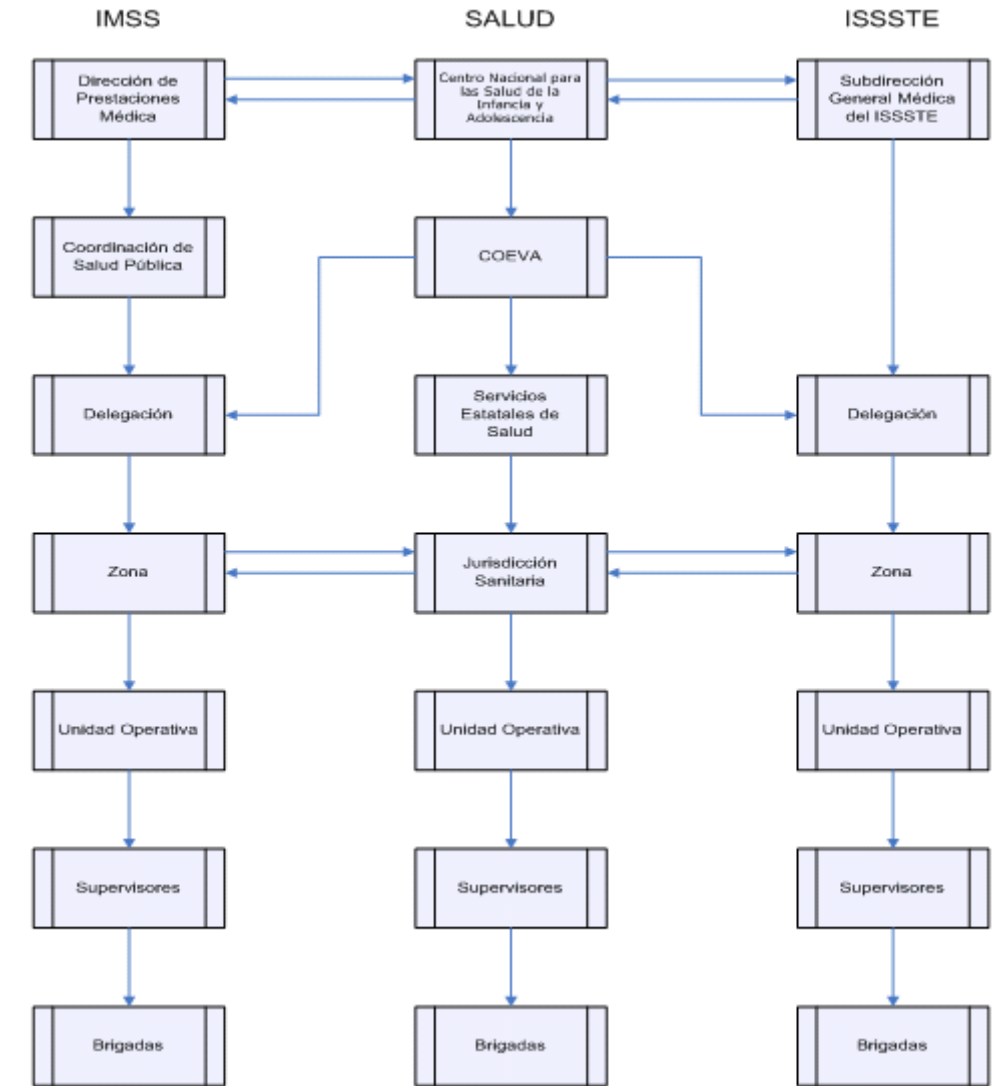 IMSS
SALUD
ISSSTE
Dirección de
Prestaciones
Médica
Centro Nacional para
las Salud de la
Infancia y
Adolescencia
Subdirección
General Médica
del ISSSTE
Coordinación de
Salud Pública
COEVA
Delegación
Servicios
Estatales de
Salud
Delegación
Zona
Jurisdicción
Sanitaria
Zona
Unidad Operativa
Unidad Operativa
Unidad Operativa
Supervisores
Supervisores
Supervisores
Brigadas
Brigadas
Brigadas